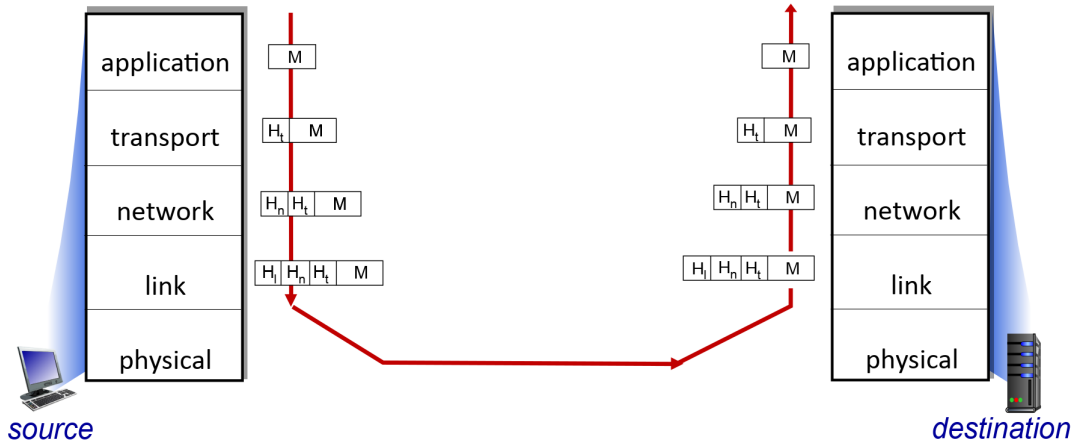 application M M application
transport Hₜ M Hₜ M transport
network Hₙ Hₜ M Hₙ Hₜ M network
link Hₗ Hₙ Hₜ M Hₗ Hₙ Hₜ M link
physical physical
source destination